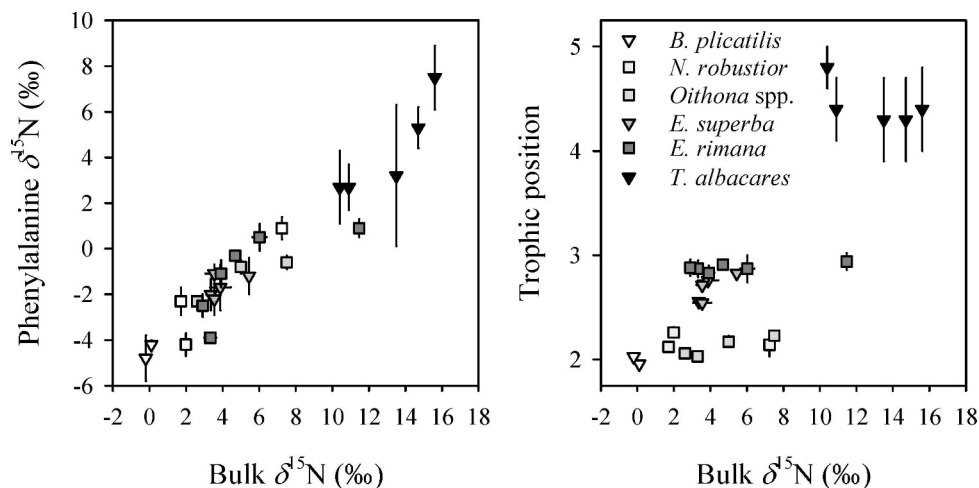 10
8
6
4
2
0
-2
-4
-6
Phenylalanine δ¹⁵N (‰)
-2 0 2 4 6 8 10 12 14 16 18
Bulk δ¹⁵N (‰)
5
4
3
2
Trophic position
B. plicatilis
N. robustior
Oithona spp.
E. superba
E. rimana
T. albacares
-2 0 2 4 6 8 10 12 14 16 18
Bulk δ¹⁵N (‰)